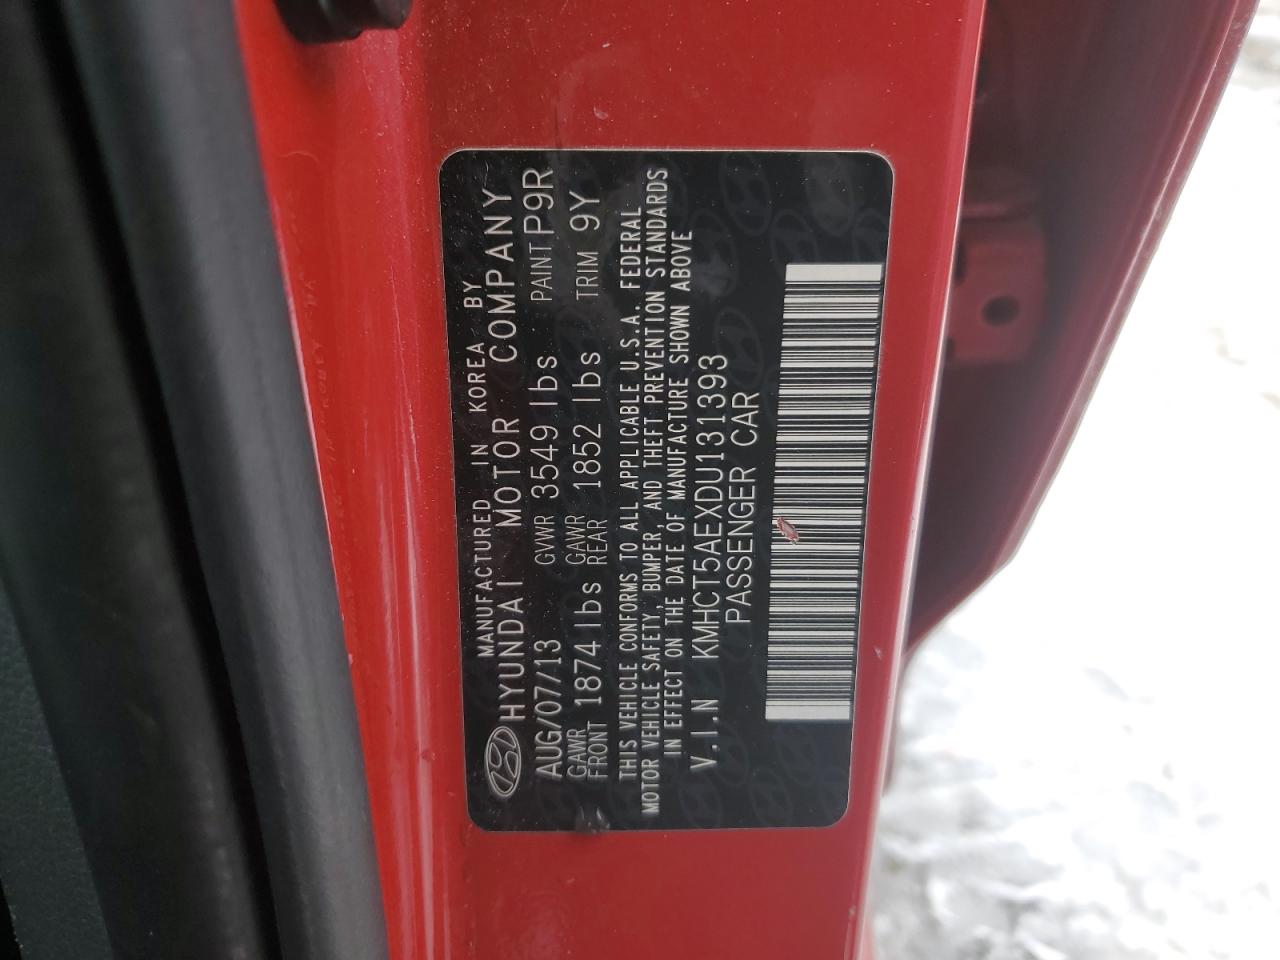 MANUFACTURED IN KOREA BY
HYUNDAI MOTOR COMPANY
AUG/07/13 GVWR 3549 lbs PAINT P9R
GAWR FRONT 1874 lbs GAWR REAR 1852 lbs TRIM 9Y
THIS VEHICLE CONFORMS TO ALL APPLICABLE U.S.A. FEDERAL
MOTOR VEHICLE SAFETY, BUMPER, AND THEFT PREVENTION STANDARDS
IN EFFECT ON THE DATE OF MANUFACTURE SHOWN ABOVE
V.I.N KMHCT5AEXDU131393
PASSENGER CAR